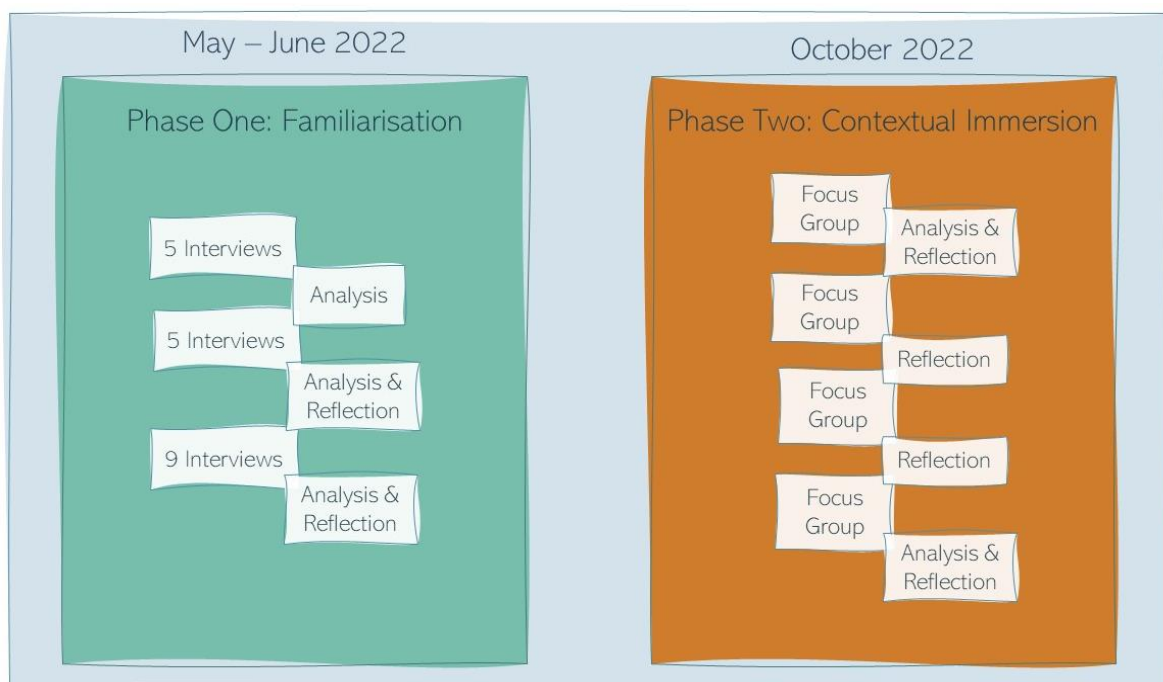 May – June 2022
Phase One: Familiarisation
5 Interviews
Analysis
5 Interviews
Analysis &
Reflection
9 Interviews
Analysis &
Reflection
October 2022
Phase Two: Contextual Immersion
Focus
Group
Analysis &
Reflection
Focus
Group
Reflection
Focus
Group
Reflection
Focus
Group
Analysis &
Reflection